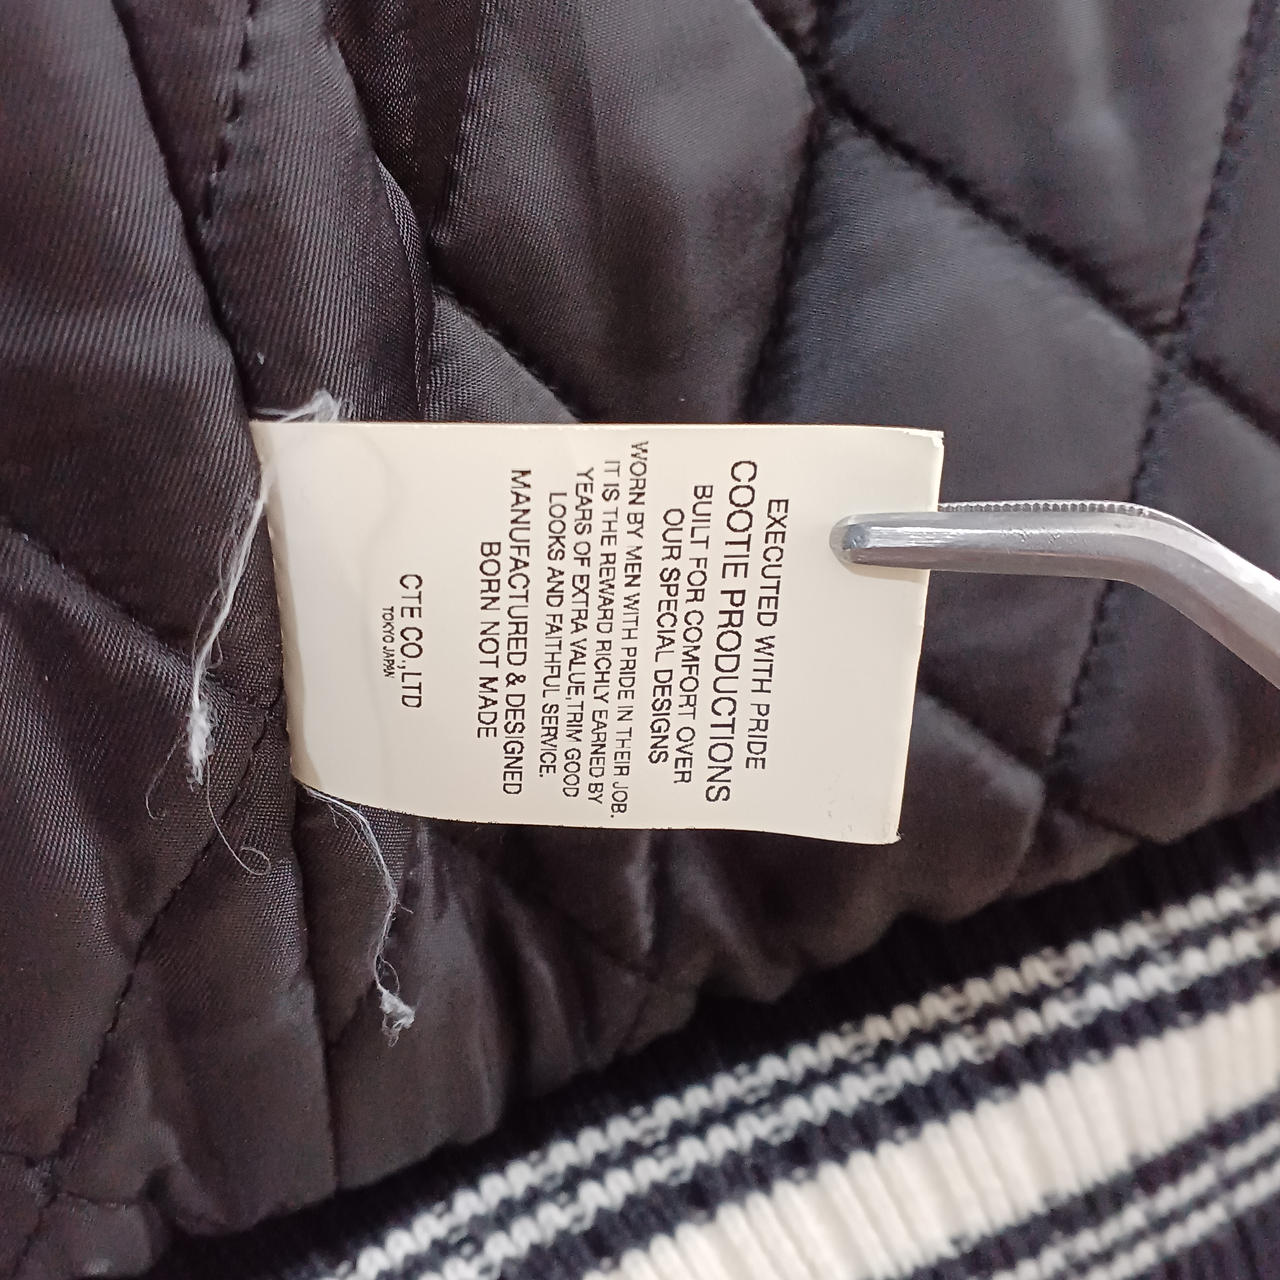 EXECUTED WITH PRIDE
COOTIE PRODUCTIONS
BUILT FOR COMFORT OVER
OUR SPECIAL DESIGNS
WORN BY MEN WITH PRIDE IN THEIR JOB.
IT IS THE REWARD RICHLY EARNED BY
YEARS OF EXTRA VALUE,TRIM GOOD
LOOKS AND FAITHFUL SERVICE.
MANUFACTURED & DESIGNED
BORN NOT MADE
CTE CO.,LTD
TOKYO JAPAN